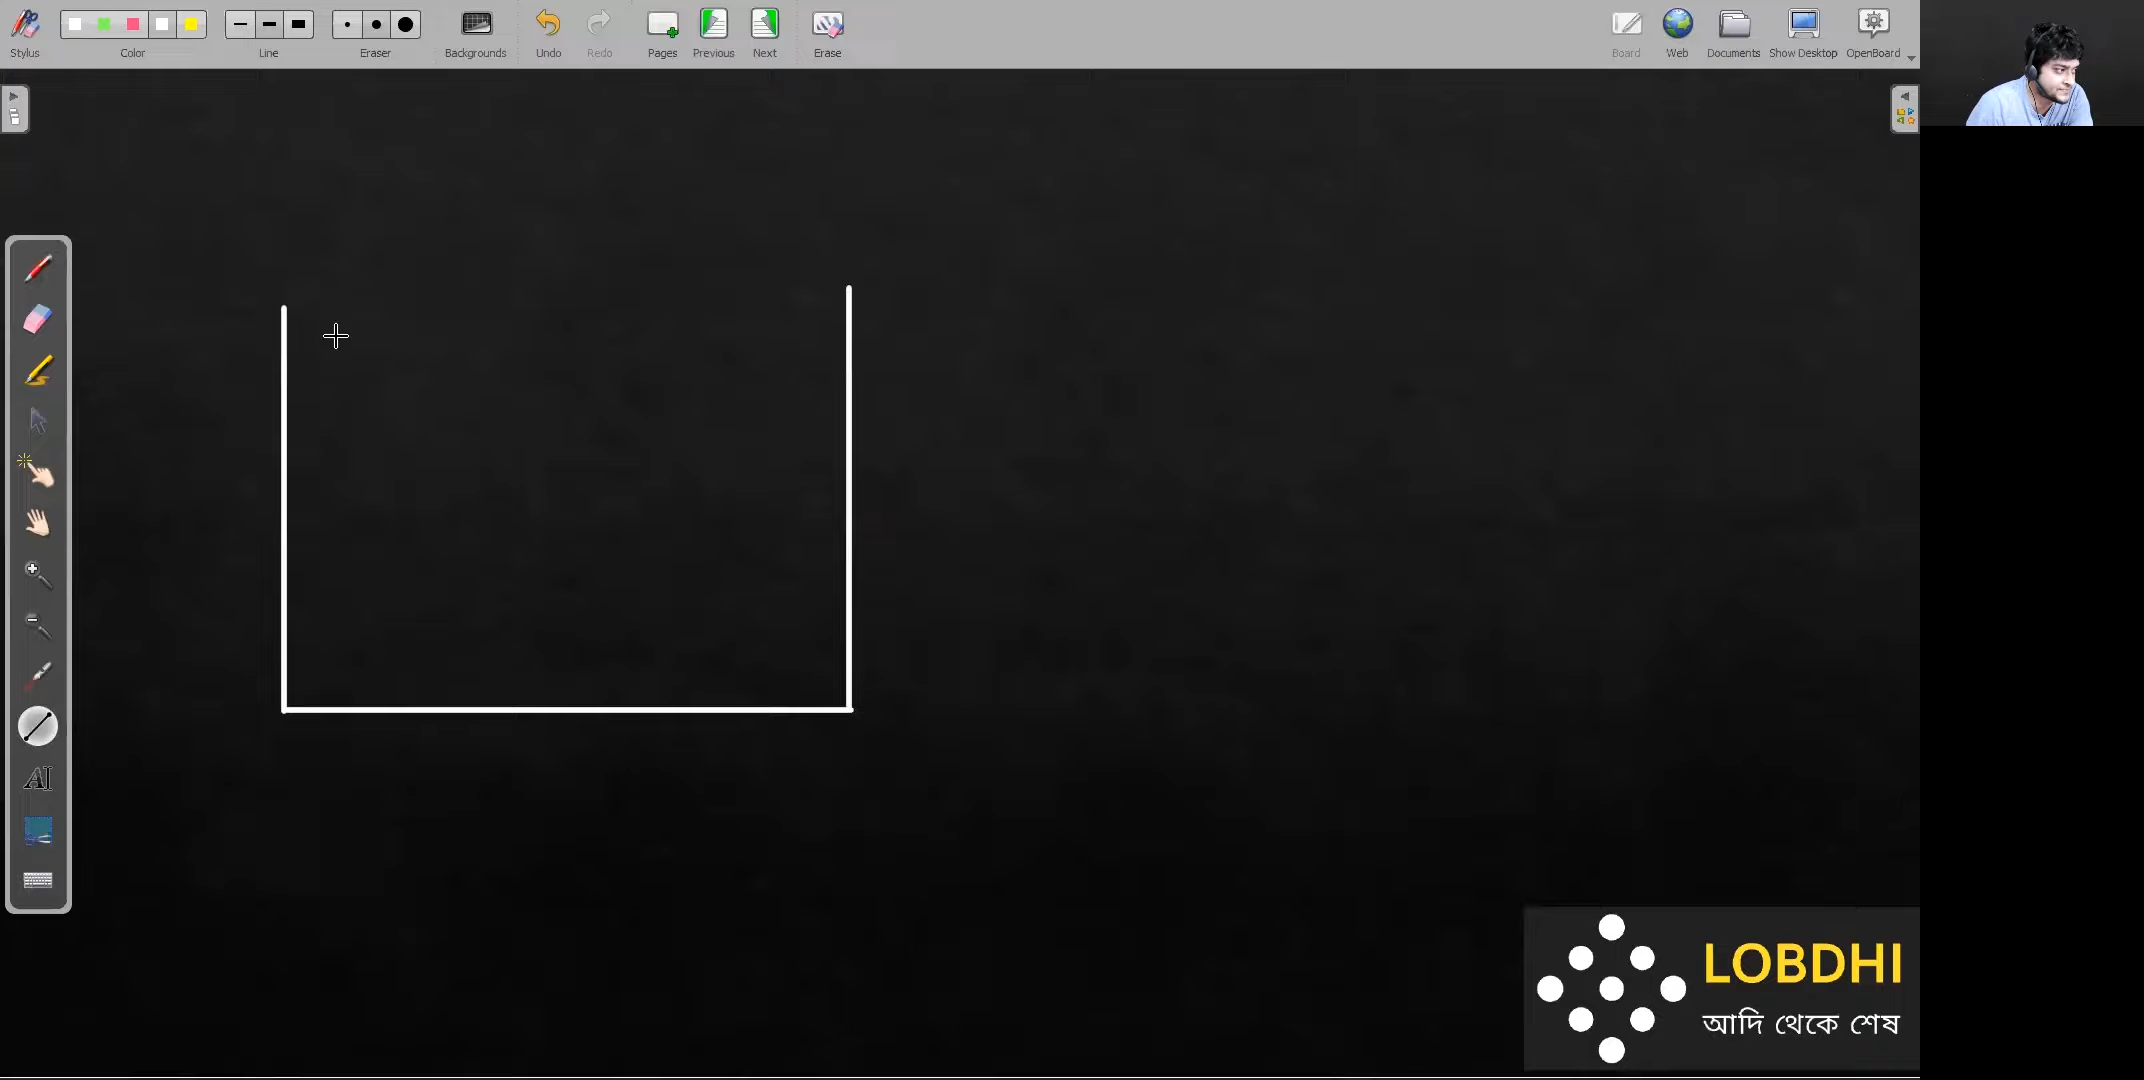 Stylus
Color
Line
Eraser
Backgrounds
Undo
Redo
Pages
Previous
Next
Erase
Board
Web
Documents
Show Desktop
OpenBoard
AI
LOBDHI
আদি থেকে শেষ